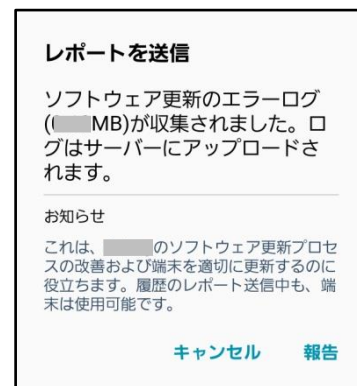 レポートを送信
ソフトウェア更新のエラーログ
( MB)が収集されました。ロ
グはサーバーにアップロードさ
れます。
お知らせ
これは、 のソフトウェア更新プロセ
スの改善および端末を適切に更新するのに
役立ちます。履歴のレポート送信中も、端
末は使用可能です。
キャンセル 報告